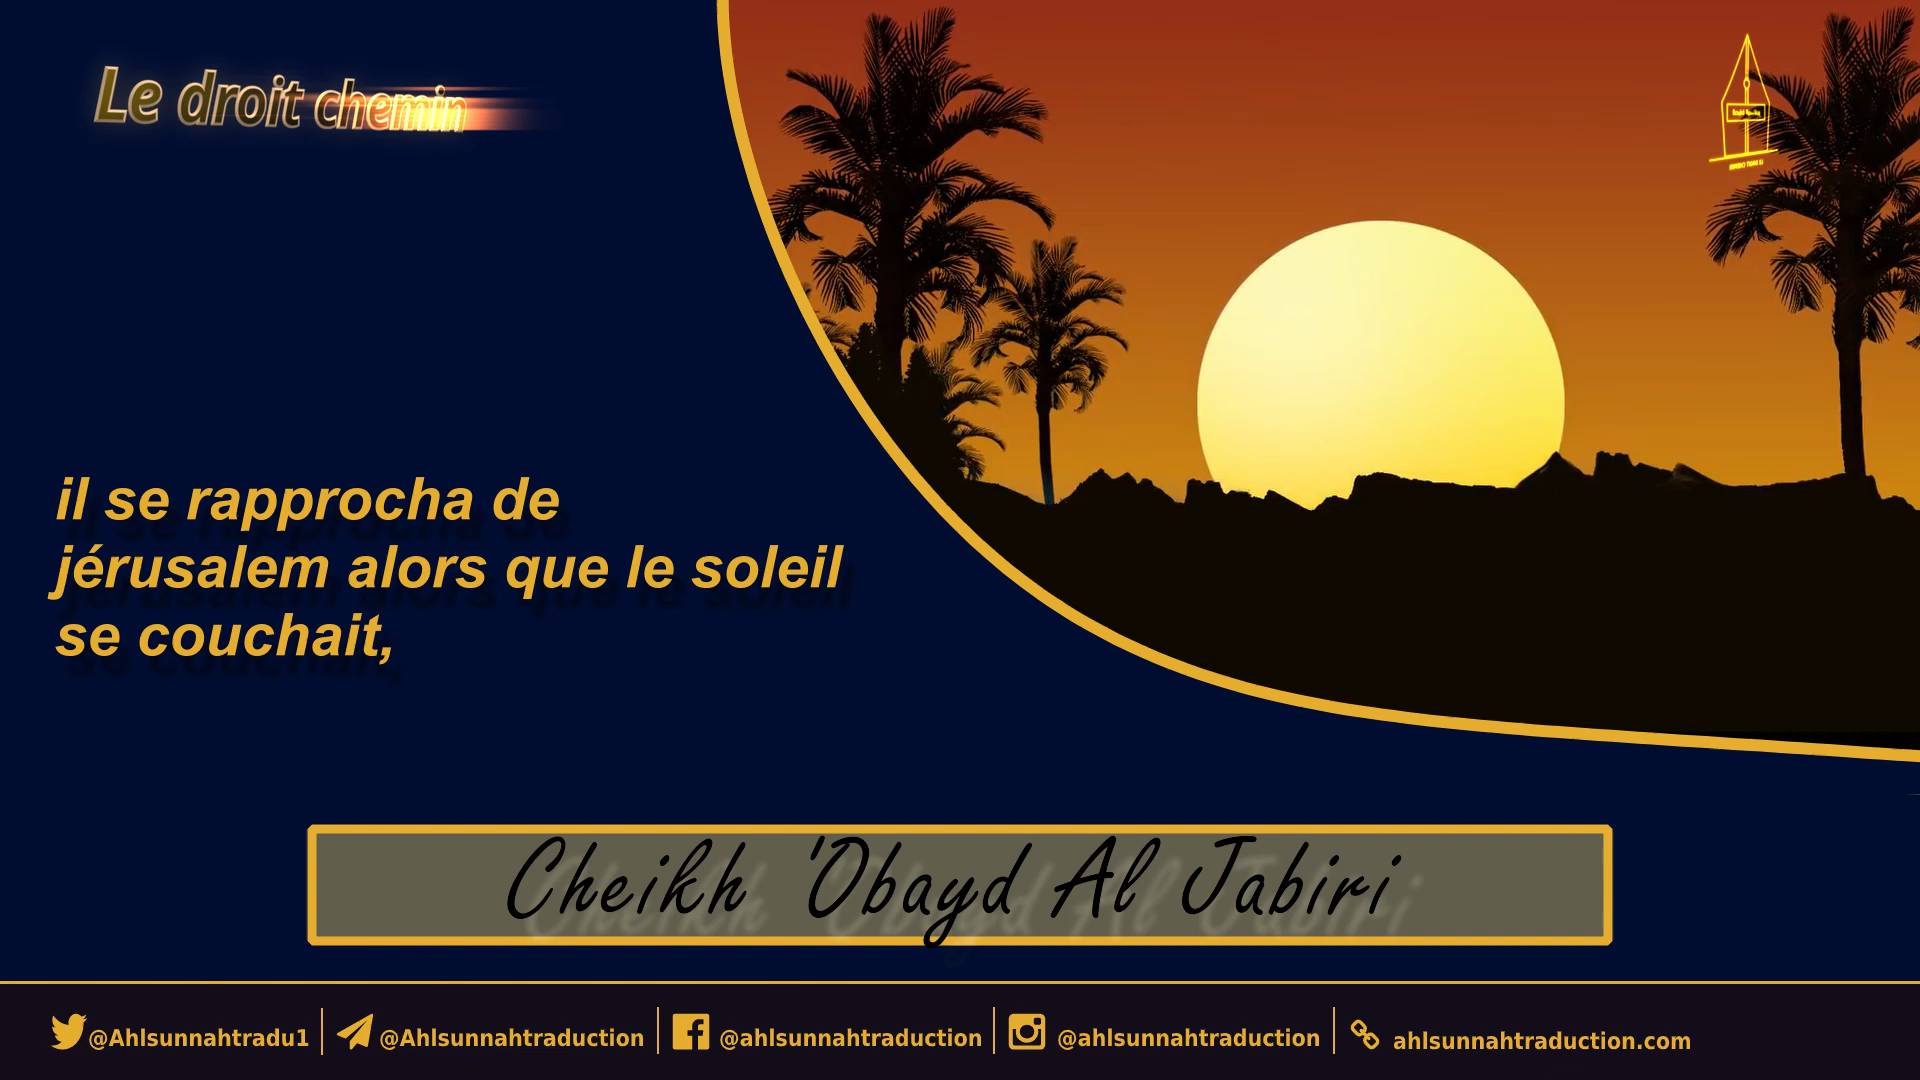 Le droit chemin
il se rapprocha de
jérusalem alors que le soleil
se couchait,
Cheikh 'Obayd Al Jabiri
@Ahlsunnahtradu1
@Ahlsunnahtraduction
@ahlsunnahtraduction
@ahlsunnahtraduction
ahlsunnahtraduction.com